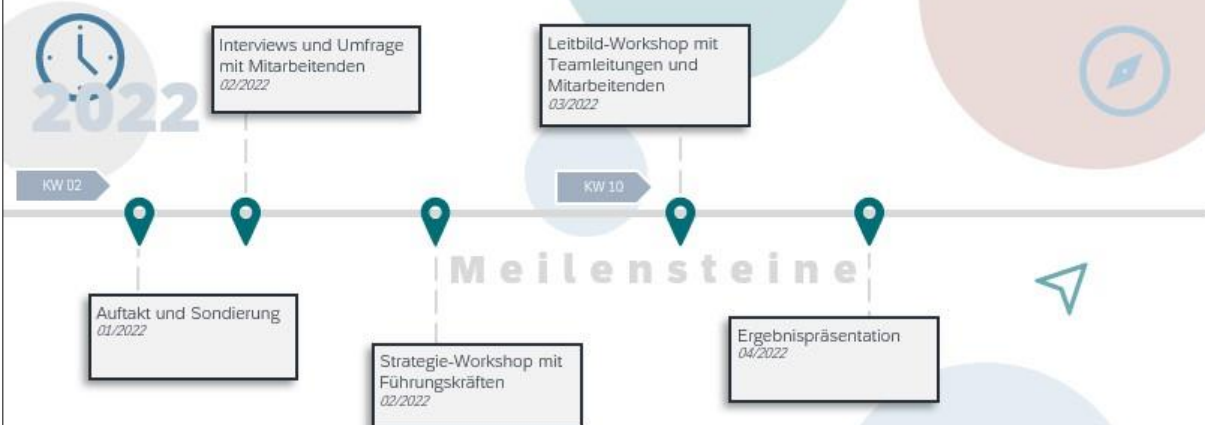 2022
Interviews und Umfrage
mit Mitarbeitenden
02/2022
Leitbild-Workshop mit
Teamleitungen und
Mitarbeitenden
03/2022
KW 02
KW 10
Meilensteine
Auftakt und Sondierung
01/2022
Strategie-Workshop mit
Führungskräften
02/2022
Ergebnispräsentation
04/2022